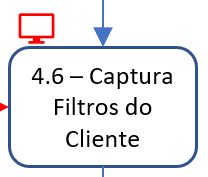 4.6 – Captura
Filtros do
Cliente